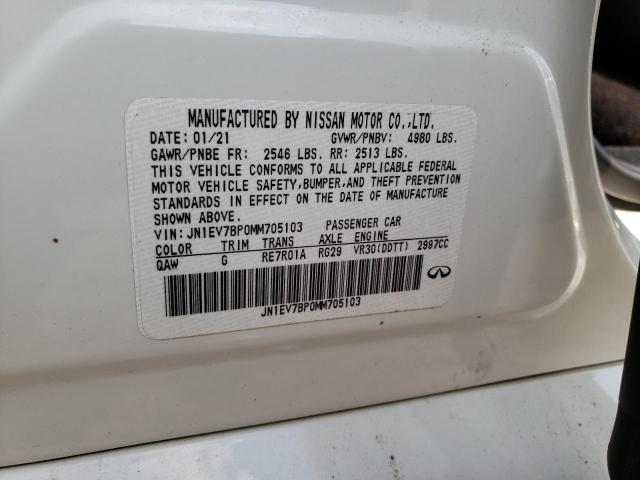 MANUFACTURED BY NISSAN MOTOR CO.,LTD.
DATE: 01/21 GVWR/PNBV: 4980 LBS.
GAWR/PNBE FR: 2546 LBS. RR: 2513 LBS.
THIS VEHICLE CONFORMS TO ALL APPLICABLE FEDERAL
MOTOR VEHICLE SAFETY,BUMPER,AND THEFT PREVENTION
STANDARDS IN EFFECT ON THE DATE OF MANUFACTURE
SHOWN ABOVE.
VIN: JN1EV7BP0MM705103 PASSENGER CAR
COLOR TRIM TRANS AXLE ENGINE
QAW G RE7R01A RG29 VR30(DDTT) 2997CC
JN1EV7BP0MM705103